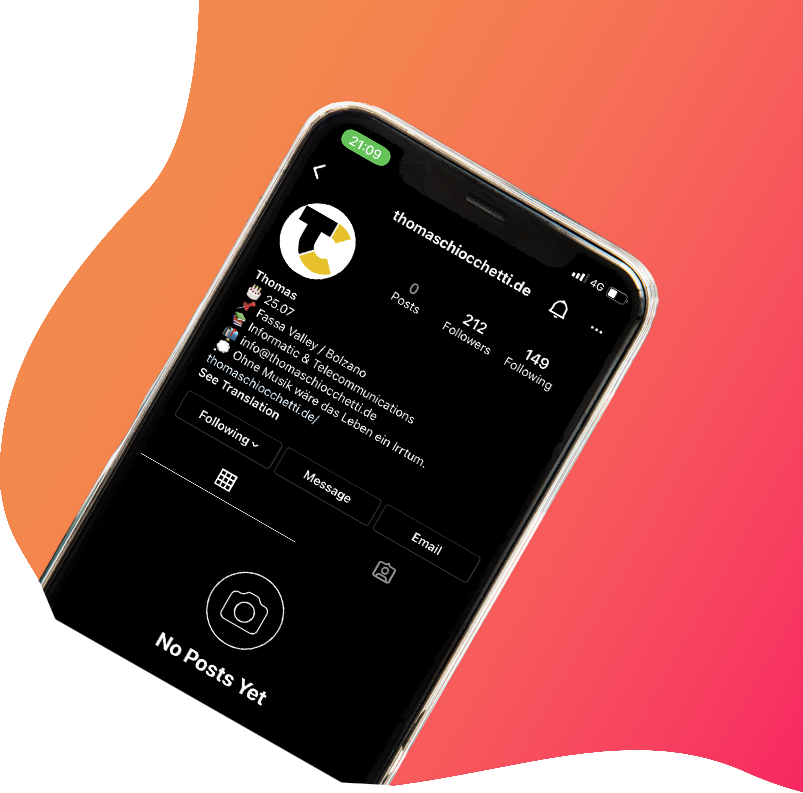 21:09
4G
thomaschiocchetti.de
0
Posts
212
Followers
149
Following
Thomas
25.07
Fassa Valley / Bolzano
Informatic & Telecommunications
info@thomaschiocchetti.de
Ohne Musik wäre das Leben ein Irrtum.
thomaschiocchetti.de/
See Translation
Following
Message
Email
No Posts Yet